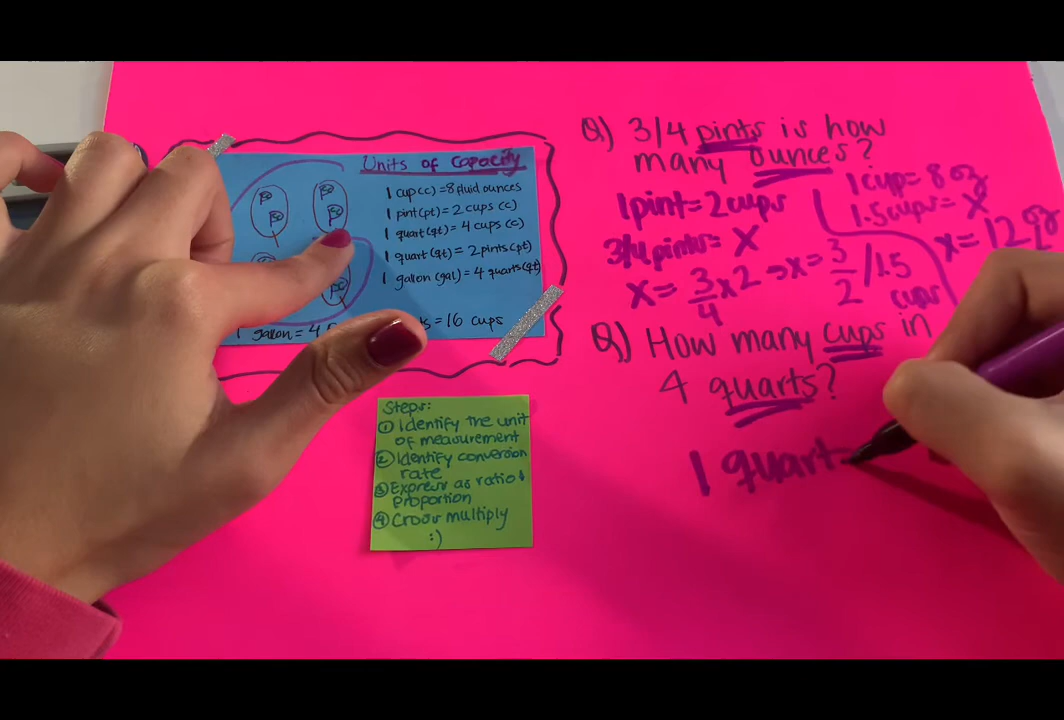 Units of Capacity
1 cup(c) = 8 fluid ounces
1 pint(pt) = 2 cups (c)
1 quart(qt) = 4 cups (c)
1 quart (qt) = 2 pints (pt)
1 gallon (gal) = 4 quarts (qt)
1 gallon = 4
= 16 cups
Steps:
① Identify the unit
of measurement
② Identify conversion
rate
③ Express as ratio &
proportion
④ Cross multiply
:)
Q) 3/4 pints is how
many ounces?
1 pint = 2 cups
3/4 pints = x
x = 3/4 x 2 → x = 3/2 / 1.5
cups
1 cup = 8 oz
1.5 cups = x
x = 12 oz
Q) How many cups in
4 quarts?
1 quart